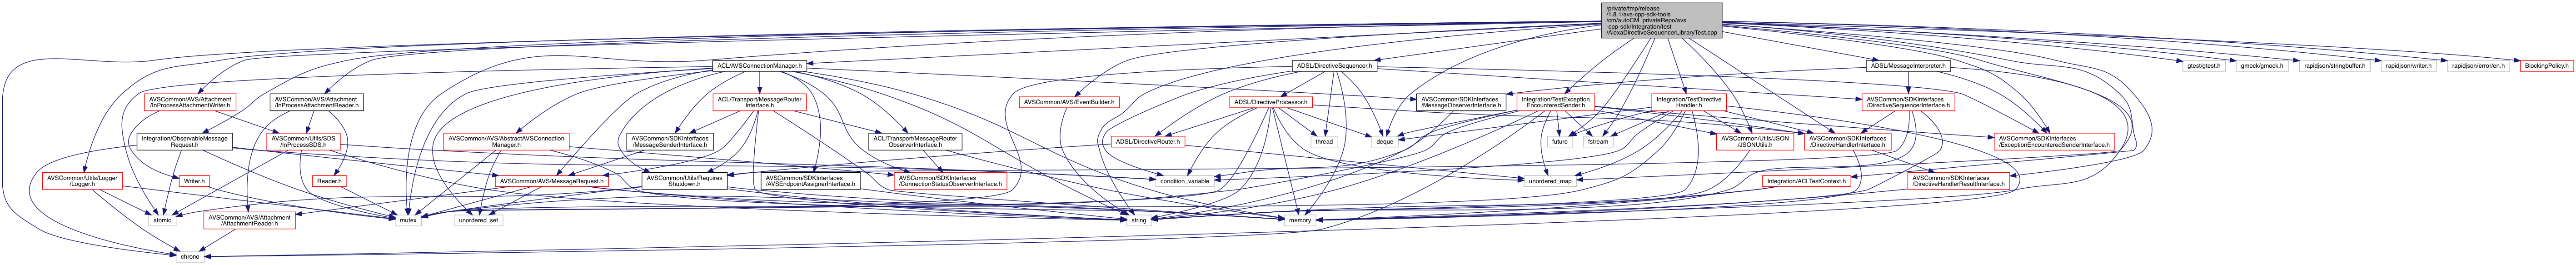 /private/tmp/release
/1.8.1/avs-cpp-sdk-tools
/cm/autoCM_privateRepo/avs
-cpp-sdk/Integration/test
/AlexaDirectiveSequencerLibraryTest.cpp
ACL/AVSConnectionManager.h
ADSL/DirectiveSequencer.h
ADSL/MessageInterpreter.h
gtest/gtest.h
gmock/gmock.h
rapidjson/stringbuffer.h
rapidjson/writer.h
rapidjson/error/en.h
BlockingPolicy.h
AVSCommon/AVS/Attachment
/InProcessAttachmentWriter.h
AVSCommon/AVS/Attachment
/InProcessAttachmentReader.h
ACL/Transport/MessageRouter
Interface.h
AVSCommon/AVS/EventBuilder.h
ADSL/DirectiveProcessor.h
AVSCommon/SDKInterfaces
/MessageObserverInterface.h
Integration/TestException
EncounteredSender.h
Integration/TestDirective
Handler.h
AVSCommon/SDKInterfaces
/DirectiveSequencerInterface.h
Integration/ObservableMessage
Request.h
AVSCommon/Utils/SDS
/InProcessSDS.h
AVSCommon/AVS/AbstractAVSConnection
Manager.h
AVSCommon/SDKInterfaces
/MessageSenderInterface.h
ACL/Transport/MessageRouter
ObserverInterface.h
ADSL/DirectiveRouter.h
thread
deque
future
fstream
AVSCommon/Utils/JSON
/JSONUtils.h
AVSCommon/SDKInterfaces
/DirectiveHandlerInterface.h
AVSCommon/SDKInterfaces
/ExceptionEncounteredSenderInterface.h
AVSCommon/Utils/Logger
/Logger.h
Writer.h
Reader.h
AVSCommon/AVS/MessageRequest.h
AVSCommon/Utils/Requires
Shutdown.h
AVSCommon/SDKInterfaces
/AVSEndpointAssignerInterface.h
AVSCommon/SDKInterfaces
/ConnectionStatusObserverInterface.h
condition_variable
unordered_map
Integration/ACLTestContext.h
AVSCommon/SDKInterfaces
/DirectiveHandlerResultInterface.h
atomic
AVSCommon/AVS/Attachment
/AttachmentReader.h
mutex
unordered_set
string
memory
chrono